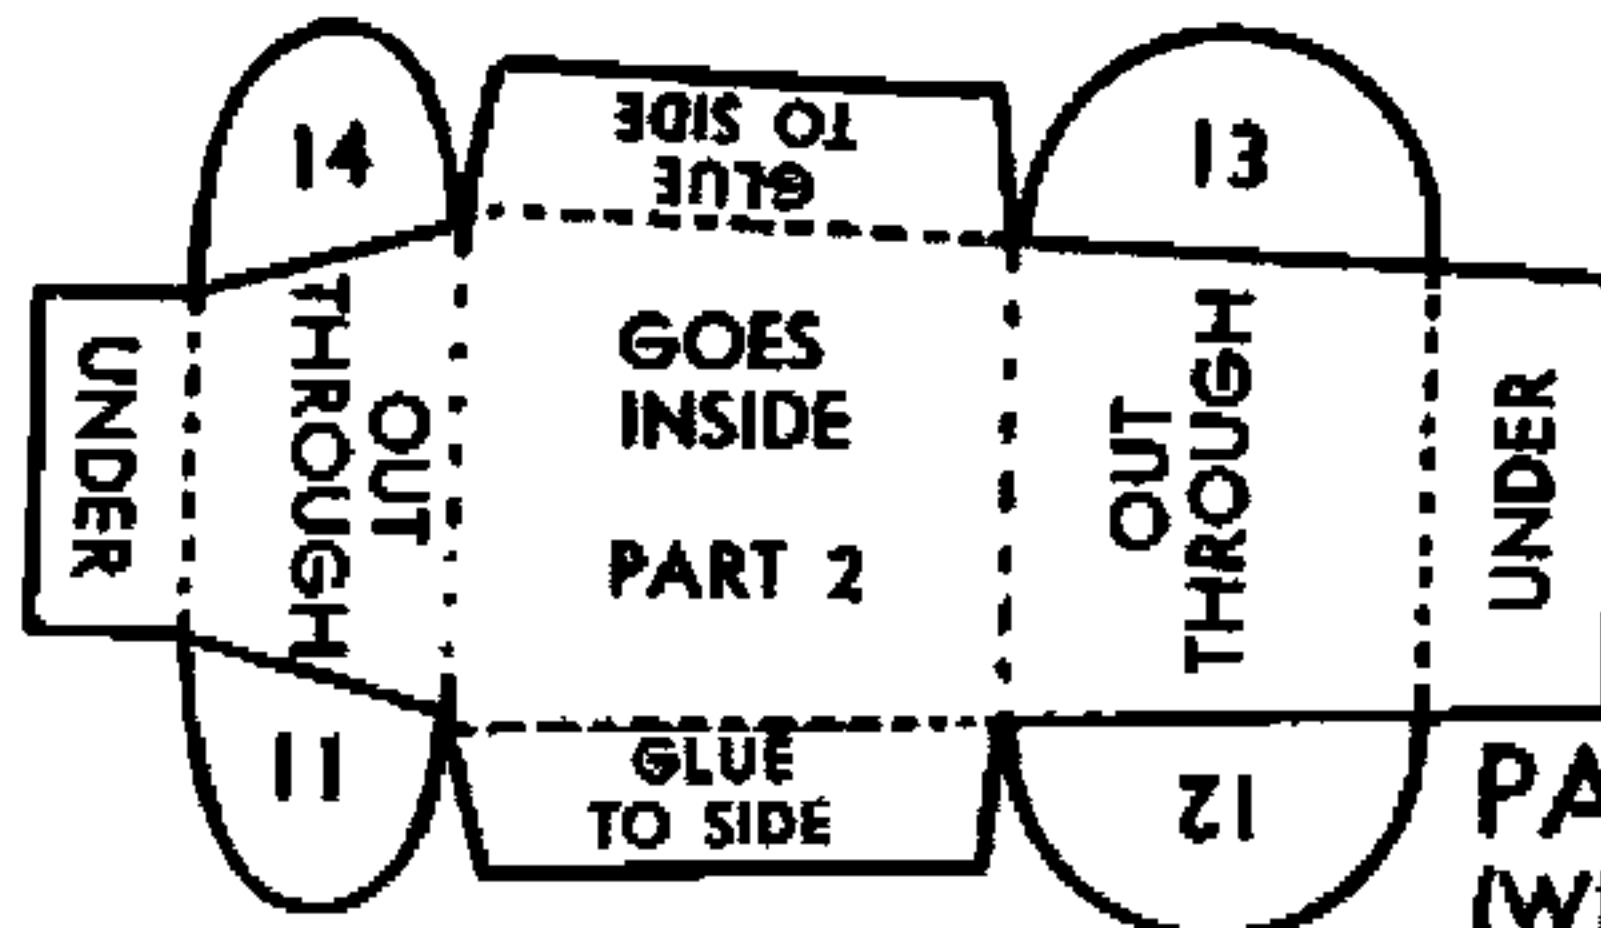 14
GLUE
TO SIDE
13
UNDER
OUT
THROUGH
GOES
INSIDE
PART 2
OUT
THROUGH
UNDER
11
GLUE
TO SIDE
12